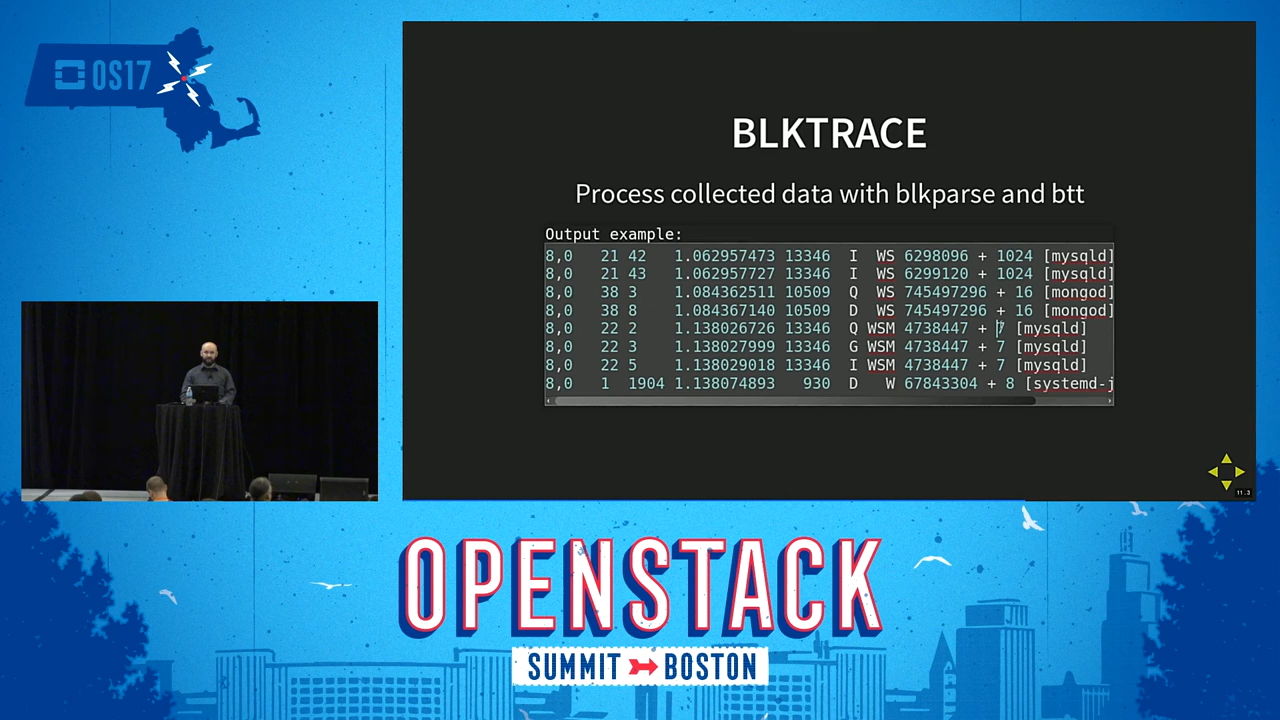 OS17
BLKTRACE
Process collected data with blkparse and btt
Output example:
8,0 21 42 1.062957473 13346 I WS 6298096 + 1024 [mysqld]
8,0 21 43 1.062957727 13346 I WS 6299120 + 1024 [mysqld]
8,0 38 3 1.084362511 10509 Q WS 745497296 + 16 [mongod]
8,0 38 8 1.084367140 10509 D WS 745497296 + 16 [mongod]
8,0 22 2 1.138026726 13346 Q WSM 4738447 + 7 [mysqld]
8,0 22 3 1.138027999 13346 G WSM 4738447 + 7 [mysqld]
8,0 22 5 1.138029018 13346 I WSM 4738447 + 7 [mysqld]
8,0 1 1904 1.138074893 930 D W 67843304 + 8 [systemd-j
11.3
OPENSTACK
SUMMIT BOSTON